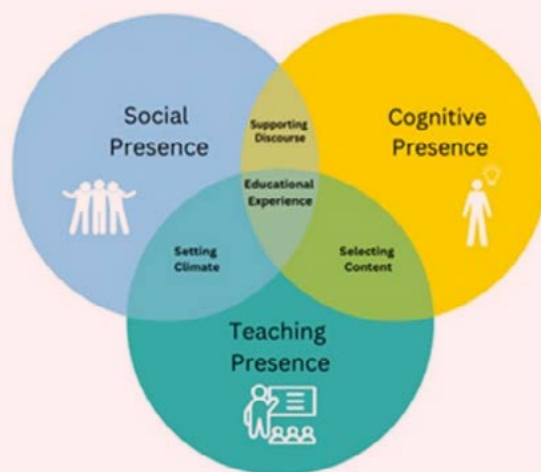 Social
Presence
Cognitive
Presence
Supporting
Discourse
Educational
Experience
Setting
Climate
Selecting
Content
Teaching
Presence